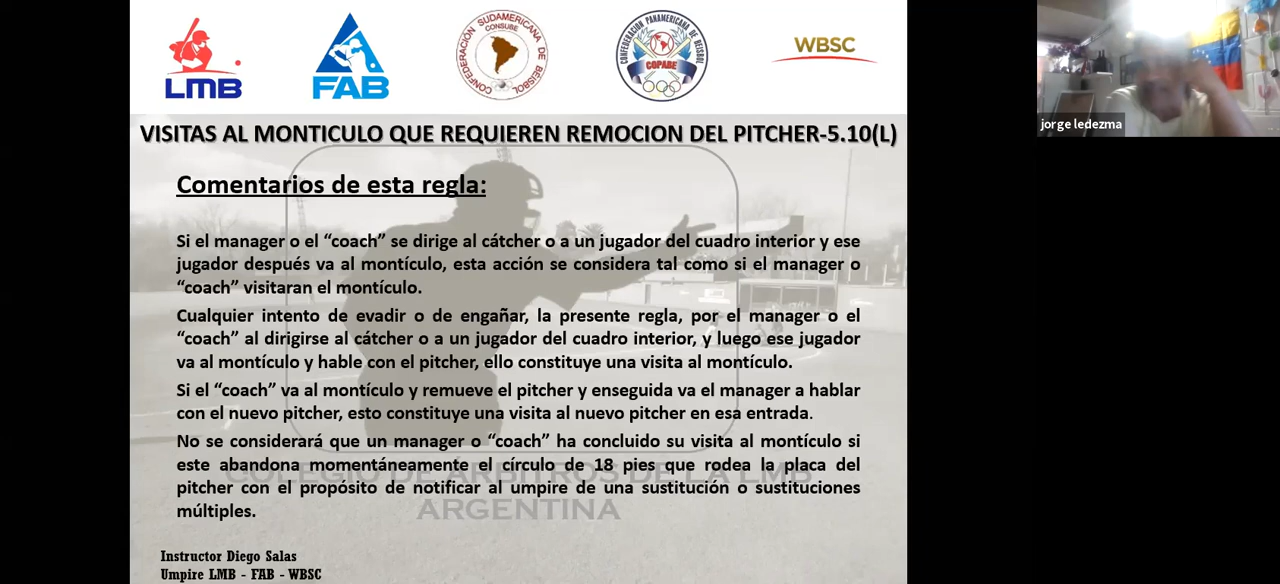 LMB
FAB
CONFEDERACIÓN SUDAMERICANA DE BÉISBOL
CONSUBE
CONFEDERACION PANAMERICANA DE BEISBOL
COPABE
WBSC
jorge ledezma
VISITAS AL MONTICULO QUE REQUIEREN REMOCION DEL PITCHER-5.10(L)
Comentarios de esta regla:
Si el manager o el “coach” se dirige al cátcher o a un jugador del cuadro interior y ese
jugador después va al montículo, esta acción se considera tal como si el manager o
“coach” visitaran el montículo.
Cualquier intento de evadir o de engañar, la presente regla, por el manager o el
“coach” al dirigirse al cátcher o a un jugador del cuadro interior, y luego ese jugador
va al montículo y hable con el pitcher, ello constituye una visita al montículo.
Si el “coach” va al montículo y remueve el pitcher y enseguida va el manager a hablar
con el nuevo pitcher, esto constituye una visita al nuevo pitcher en esa entrada.
No se considerará que un manager o “coach” ha concluido su visita al montículo si
este abandona momentáneamente el círculo de 18 pies que rodea la placa del
pitcher con el propósito de notificar al umpire de una sustitución o sustituciones
múltiples.
COLEGIO DE ÁRBITROS DE LA LMB
ARGENTINA
Instructor Diego Salas
Umpire LMB - FAB - WBSC